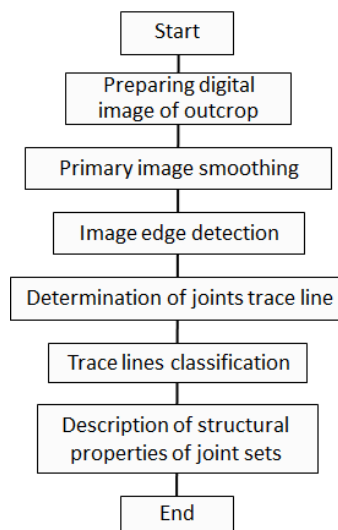 Start
Preparing digital
image of outcrop
Primary image smoothing
Image edge detection
Determination of joints trace line
Trace lines classification
Description of structural
properties of joint sets
End